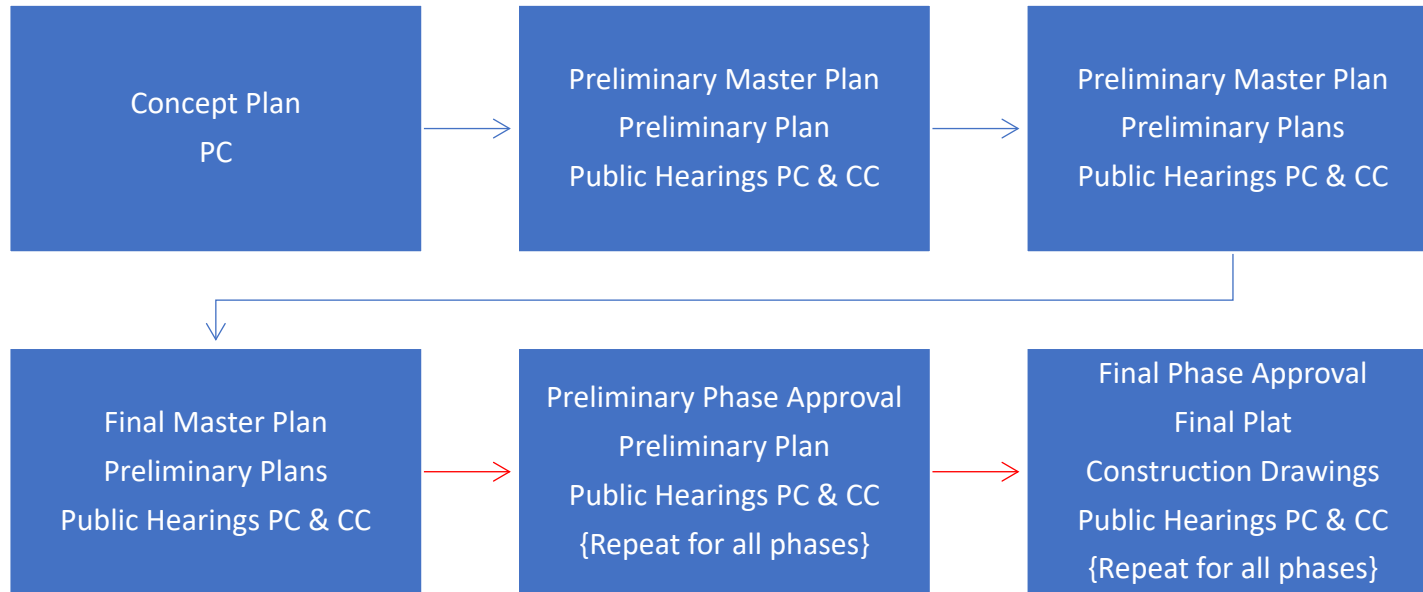 Concept Plan
PC
Preliminary Master Plan
Preliminary Plan
Public Hearings PC & CC
Preliminary Master Plan
Preliminary Plans
Public Hearings PC & CC
Final Master Plan
Preliminary Plans
Public Hearings PC & CC
Preliminary Phase Approval
Preliminary Plan
Public Hearings PC & CC
{Repeat for all phases}
Final Phase Approval
Final Plat
Construction Drawings
Public Hearings PC & CC
{Repeat for all phases}